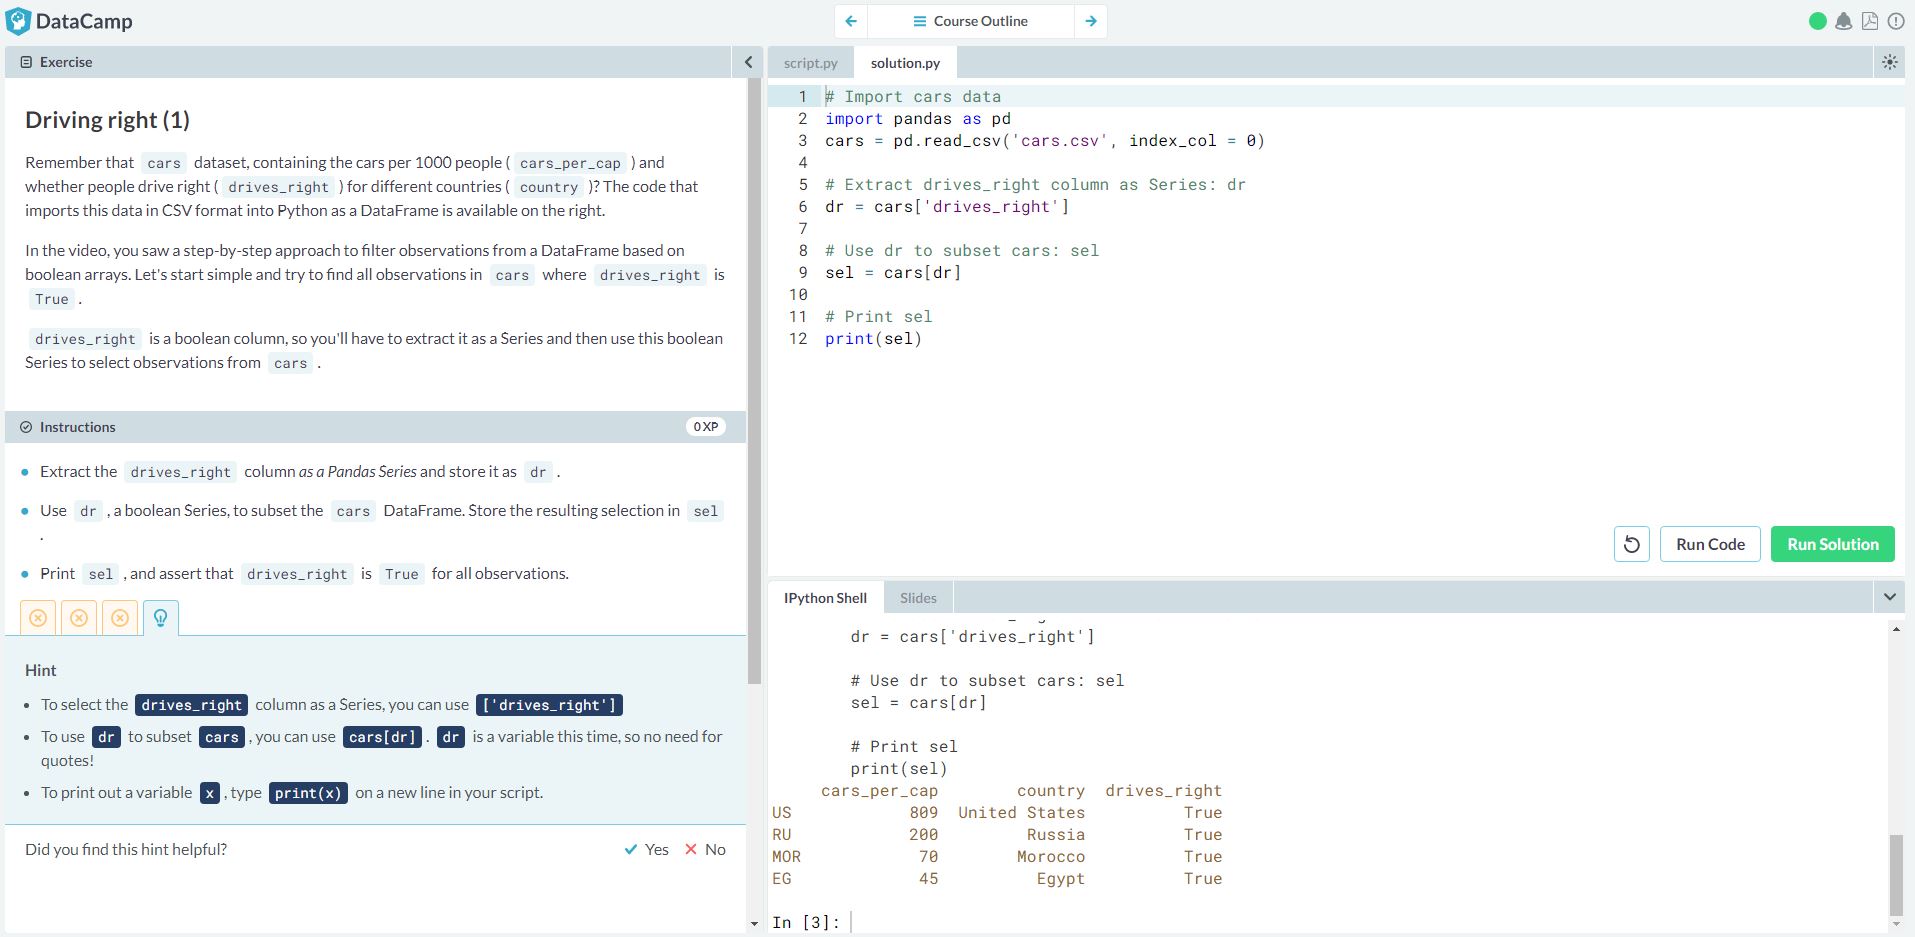 DataCamp
Course Outline
Exercise
Driving right (1)
Remember that cars dataset, containing the cars per 1000 people ( cars_per_cap ) and
whether people drive right ( drives_right ) for different countries ( country )? The code that
imports this data in CSV format into Python as a DataFrame is available on the right.
In the video, you saw a step-by-step approach to filter observations from a DataFrame based on
boolean arrays. Let's start simple and try to find all observations in cars where drives_right is
True .
drives_right is a boolean column, so you'll have to extract it as a Series and then use this boolean
Series to select observations from cars .
Instructions
0 XP
Extract the drives_right column as a Pandas Series and store it as dr .
Use dr , a boolean Series, to subset the cars DataFrame. Store the resulting selection in sel
.
Print sel , and assert that drives_right is True for all observations.
Hint
To select the drives_right column as a Series, you can use ['drives_right']
To use dr to subset cars , you can use cars[dr] . dr is a variable this time, so no need for
quotes!
To print out a variable x , type print(x) on a new line in your script.
Did you find this hint helpful?
Yes
No
script.py
solution.py
1 # Import cars data
2 import pandas as pd
3 cars = pd.read_csv('cars.csv', index_col = 0)
4
5 # Extract drives_right column as Series: dr
6 dr = cars['drives_right']
7
8 # Use dr to subset cars: sel
9 sel = cars[dr]
10
11 # Print sel
12 print(sel)
Run Code
Run Solution
IPython Shell
Slides
dr = cars['drives_right']
# Use dr to subset cars: sel
sel = cars[dr]
# Print sel
print(sel)
cars_per_cap country drives_right
US 809 United States True
RU 200 Russia True
MOR 70 Morocco True
EG 45 Egypt True
In [3]: